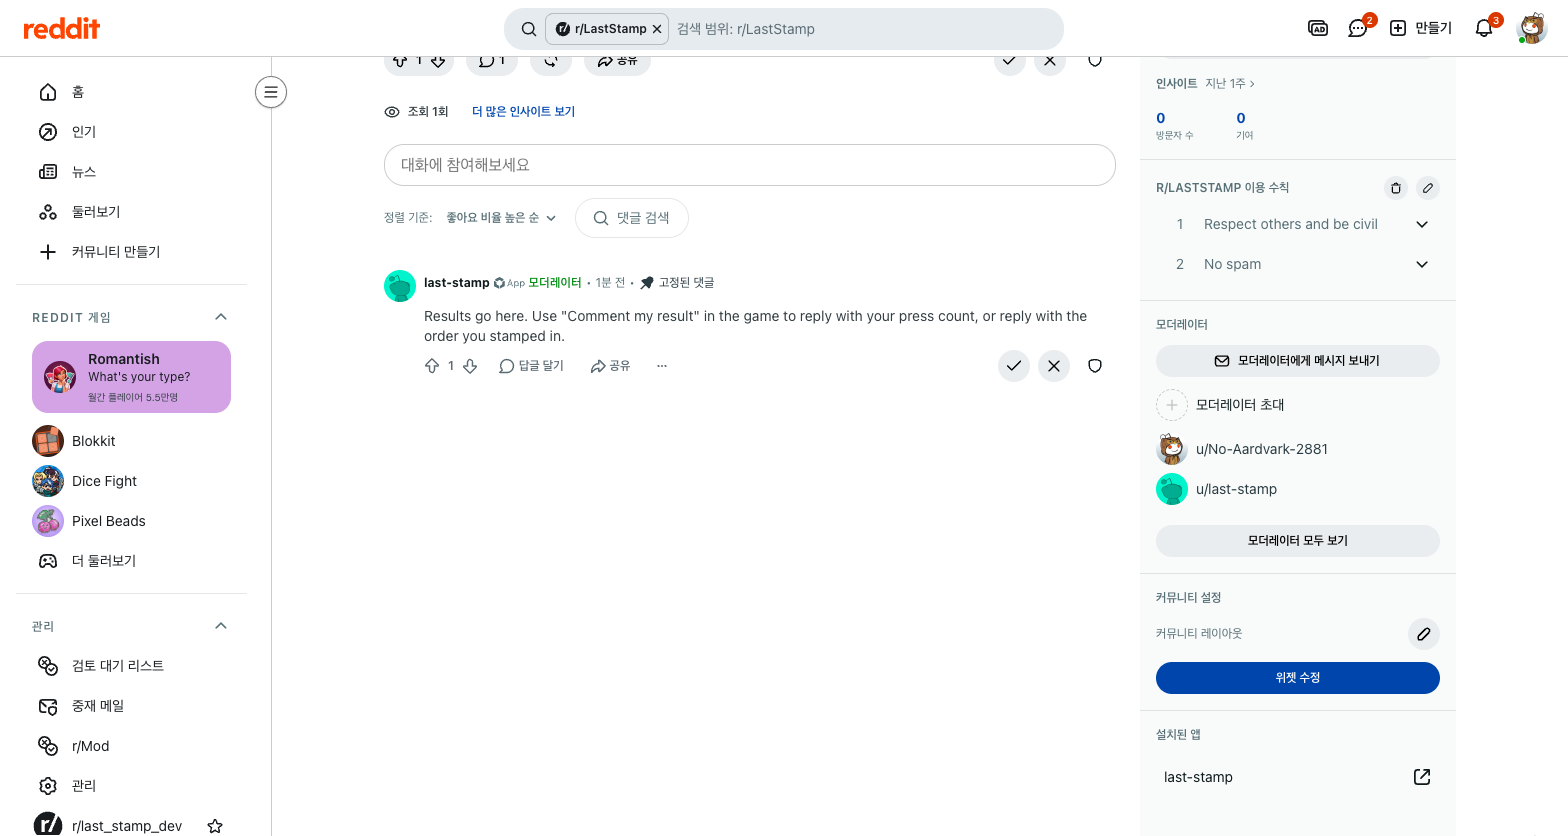 reddit
r/LastStamp
검색 범위: r/LastStamp
AD
2
만들기
3
홈
인기
뉴스
둘러보기
커뮤니티 만들기
REDDIT 게임
Romantish
What's your type?
월간 플레이어 5.5만명
Blokkit
Dice Fight
Pixel Beads
더 둘러보기
관리
검토 대기 리스트
중재 메일
r/Mod
관리
r/last_stamp_dev
1
1
공유
조회 1회
더 많은 인사이트 보기
대화에 참여해보세요
정렬 기준:
좋아요 비율 높은 순
댓글 검색
last-stamp App 모더레이터 • 1분 전 • 고정된 댓글
Results go here. Use "Comment my result" in the game to reply with your press count, or reply with the
order you stamped in.
1
답글 달기
공유
인사이트 지난 1주
0
0
방문자 수
기여
R/LASTSTAMP 이용 수칙
1 Respect others and be civil
2 No spam
모더레이터
모더레이터에게 메시지 보내기
모더레이터 초대
u/No-Aardvark-2881
u/last-stamp
모더레이터 모두 보기
커뮤니티 설정
커뮤니티 레이아웃
위젯 수정
설치된 앱
last-stamp